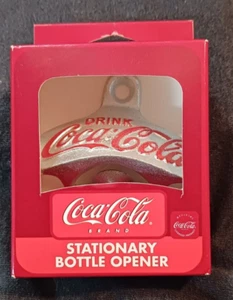 DRINK
Coca-Cola
Coca-Cola
BRAND
Coca-Cola
STATIONARY
BOTTLE OPENER